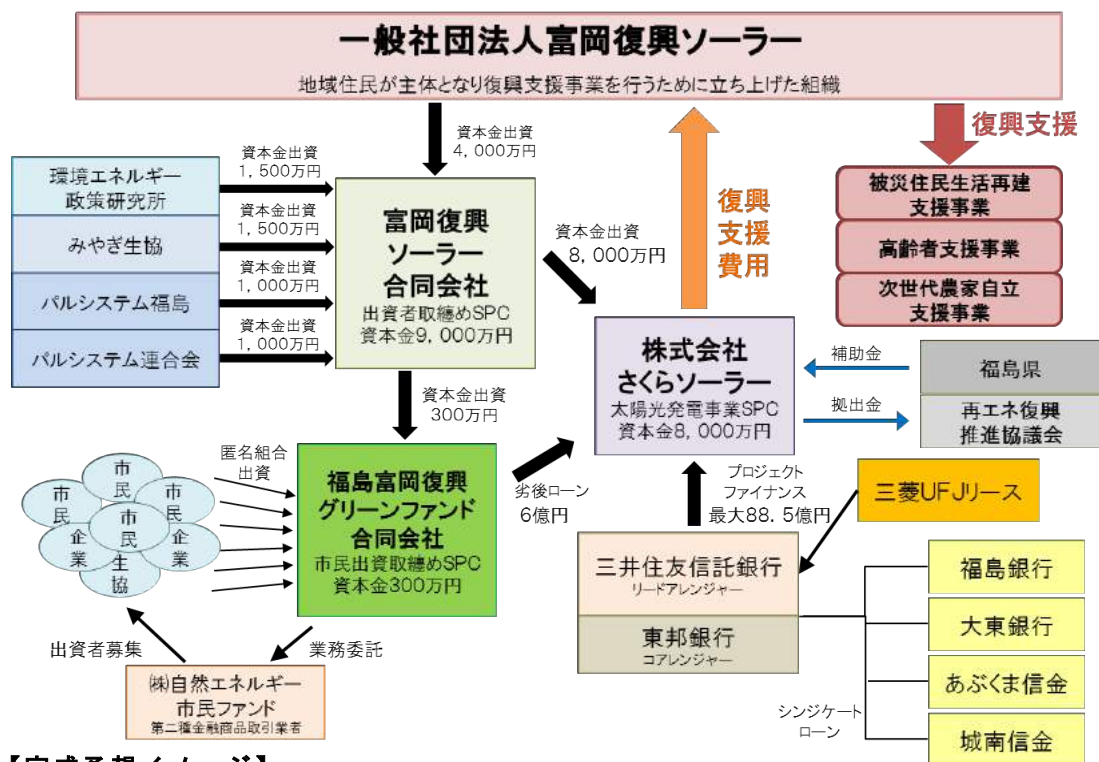 一般社団法人富岡復興ソーラー
地域住民が主体となり復興支援事業を行うために立ち上げた組織
資本金出資
4,000万円
復興支援
環境エネルギー
政策研究所
みやぎ生協
パルシステム福島
パルシステム連合会
資本金出資
1,500万円
資本金出資
1,500万円
資本金出資
1,000万円
資本金出資
1,000万円
富岡復興
ソーラー
合同会社
出資者取纏めSPC
資本金9,000万円
資本金出資
8,000万円
復興
支援
費用
被災住民生活再建
支援事業
高齢者支援事業
次世代農家自立
支援事業
株式会社
さくらソーラー
太陽光発電事業SPC
資本金8,000万円
補助金
拠出金
福島県
再エネ復興
推進協議会
資本金出資
300万円
匿名組合
出資
市民
市民
市民
市民
企業
企業
生協
福島富岡復興
グリーンファンド
合同会社
市民出資取纏めSPC
資本金300万円
劣後ローン
6億円
プロジェクト
ファイナンス
最大88.5億円
三菱UFJリース
三井住友信託銀行
リードアレンジャー
東邦銀行
コアレンジャー
福島銀行
大東銀行
あぶくま信金
城南信金
シンジケート
ローン
出資者募集
業務委託
㈱自然エネルギー
市民ファンド
第二種金融商品取引業者